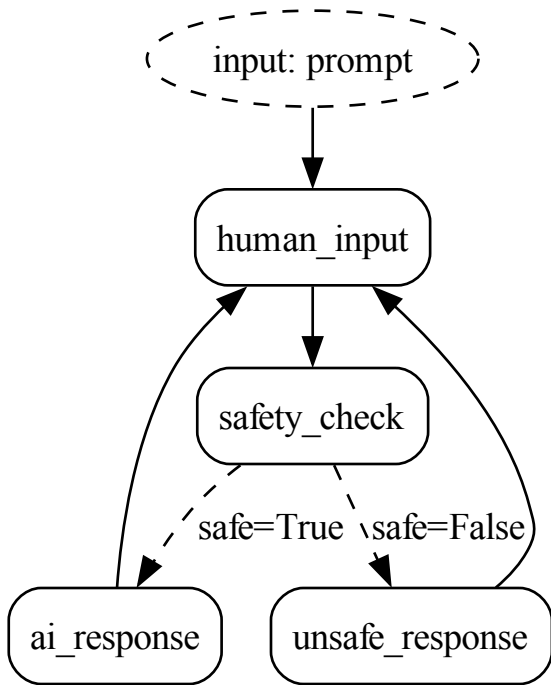 input: prompt
human_input
safety_check
safe=True
safe=False
ai_response
unsafe_response